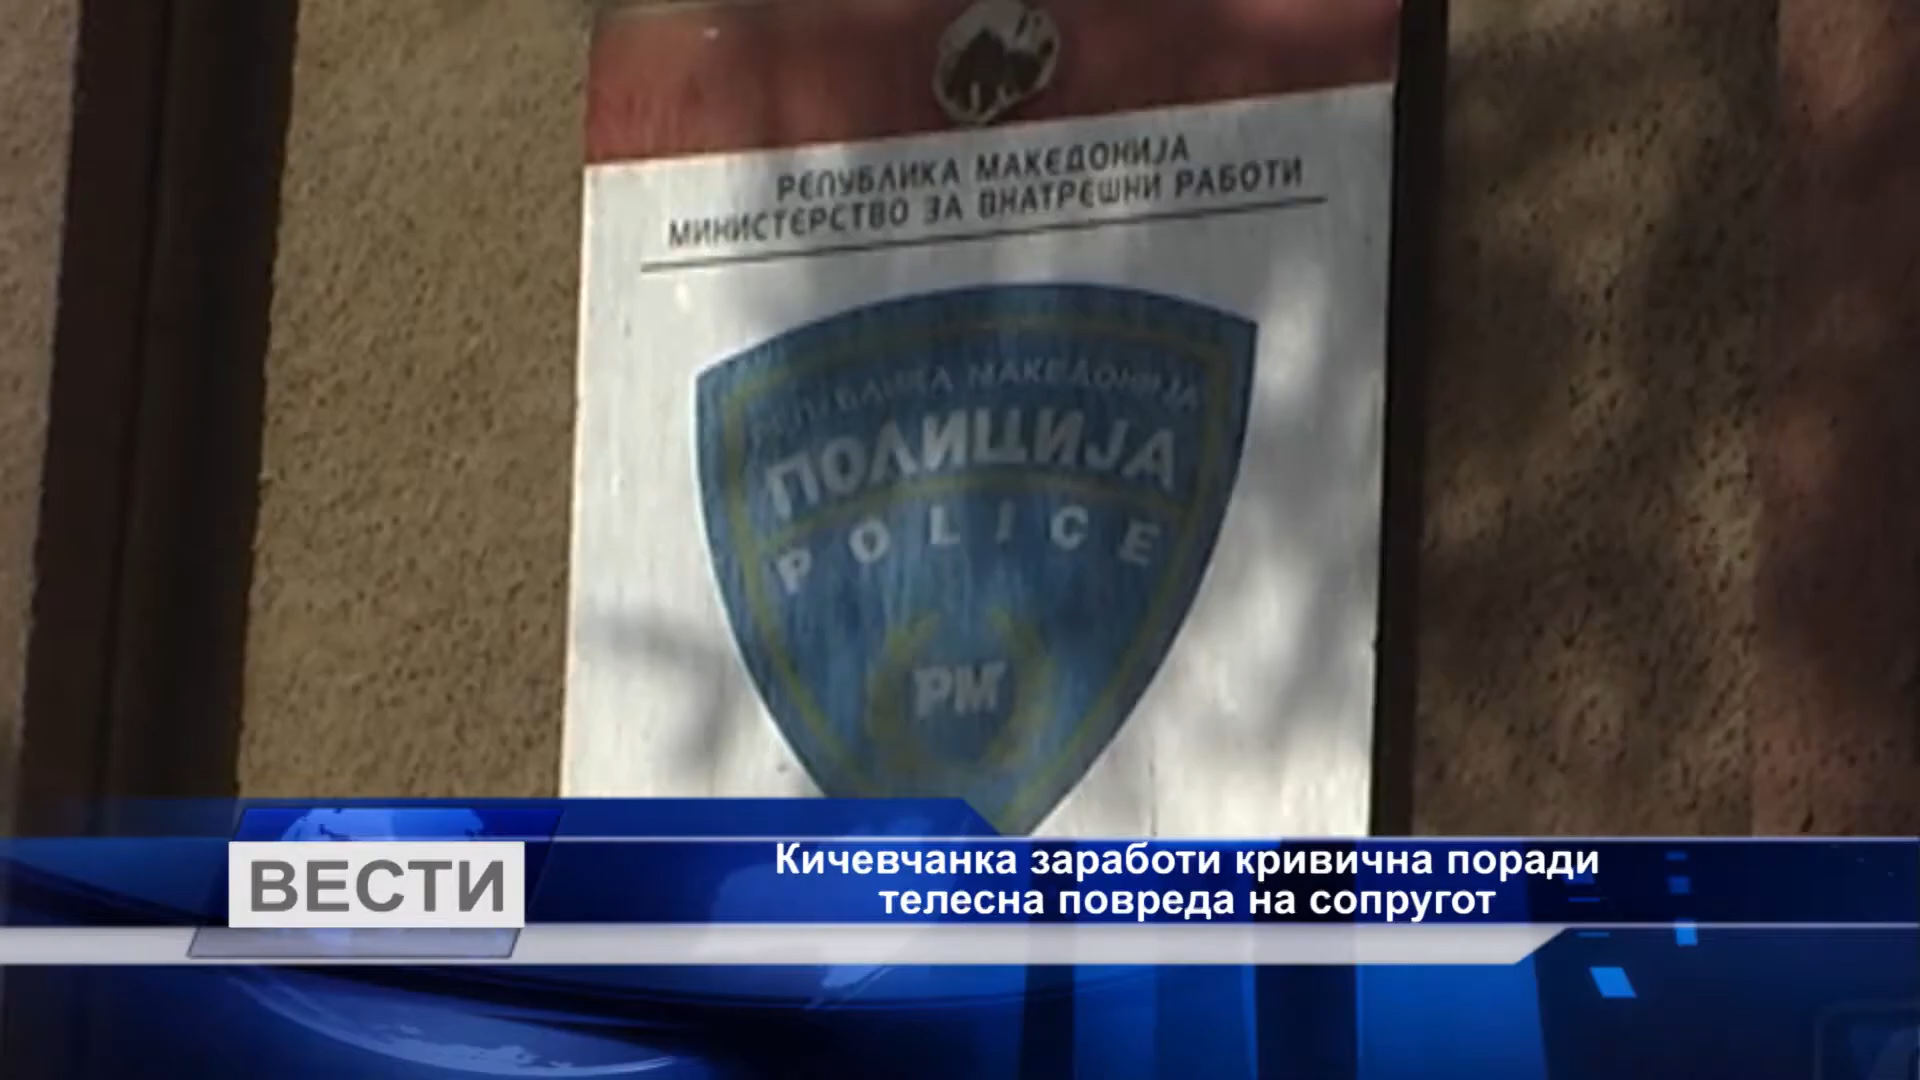 РЕПУБЛИКА МАКЕДОНИЈА
МИНИСТЕРСТВО ЗА ВНАТРЕШНИ РАБОТИ
РЕПУБЛИКА МАКЕДОНИЈА
ПОЛИЦИЈА
POLICE
РМ
ВЕСТИ
Кичевчанка заработи кривична поради
телесна повреда на сопругот